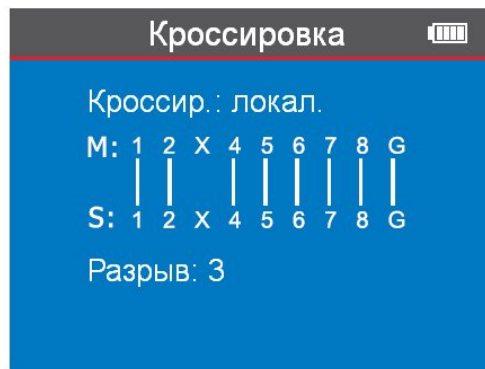 Кроссировка
Кроссир.: локал.
M: 1 2 X 4 5 6 7 8 G
S: 1 2 X 4 5 6 7 8 G
Разрыв: 3